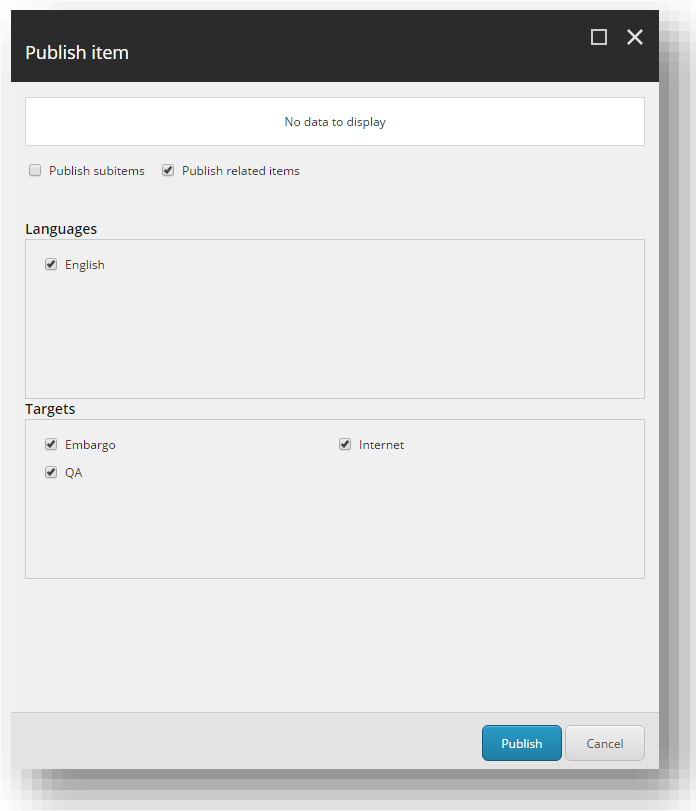 Publish item
No data to display
Publish subitems Publish related items
Languages
English
Targets
Embargo Internet
QA
Publish Cancel